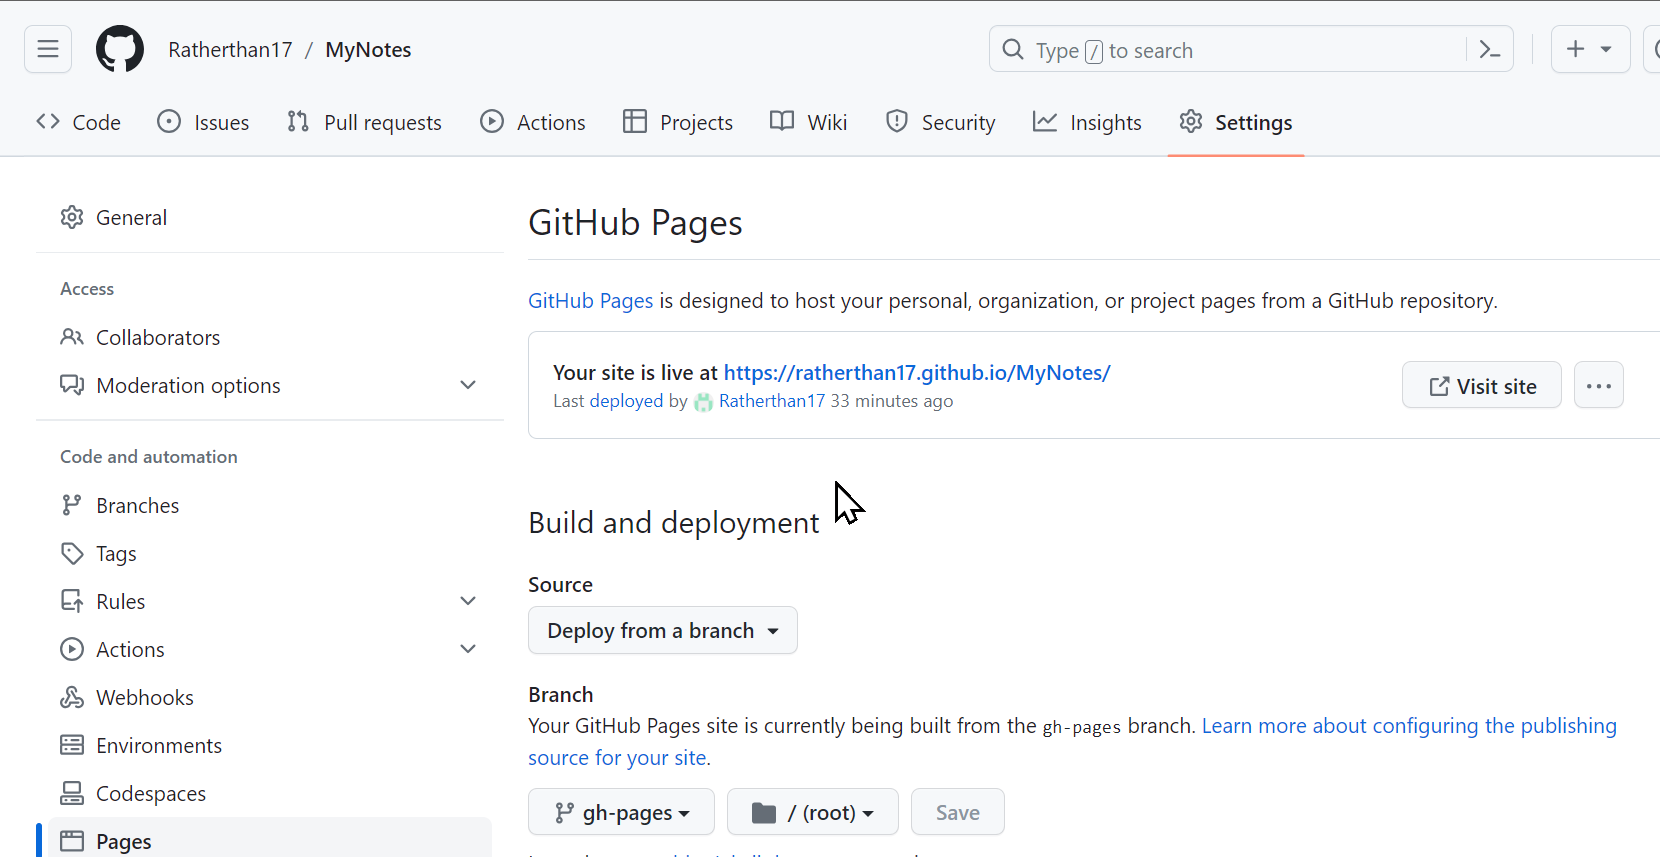 Ratherthan17 / MyNotes
Type / to search
Code Issues Pull requests Actions Projects Wiki Security Insights Settings
General
Access
Collaborators
Moderation options
Code and automation
Branches
Tags
Rules
Actions
Webhooks
Environments
Codespaces
Pages
GitHub Pages
GitHub Pages is designed to host your personal, organization, or project pages from a GitHub repository.
Your site is live at https://ratherthan17.github.io/MyNotes/
Last deployed by Ratherthan17 33 minutes ago
Visit site
Build and deployment
Source
Deploy from a branch
Branch
Your GitHub Pages site is currently being built from the gh-pages branch. Learn more about configuring the publishing
source for your site.
gh-pages / (root) Save